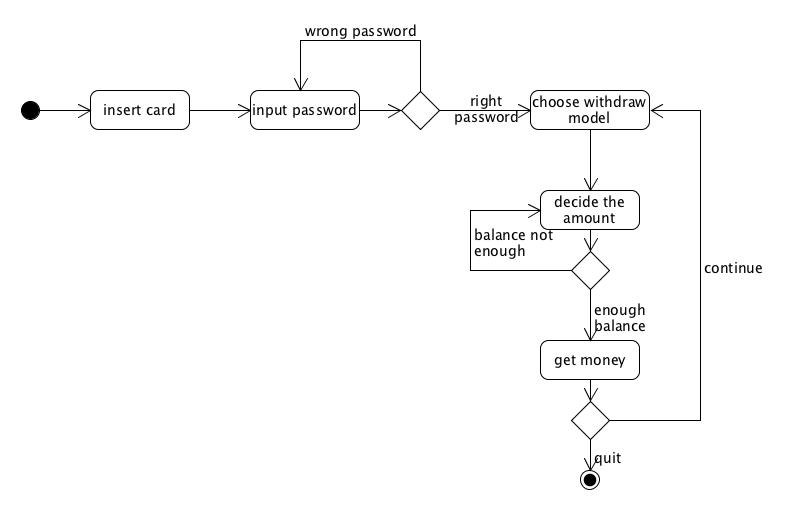 wrong password
insert card
input password
right
password
choose withdraw
model
decide the
amount
balance not
enough
continue
enough
balance
get money
quit